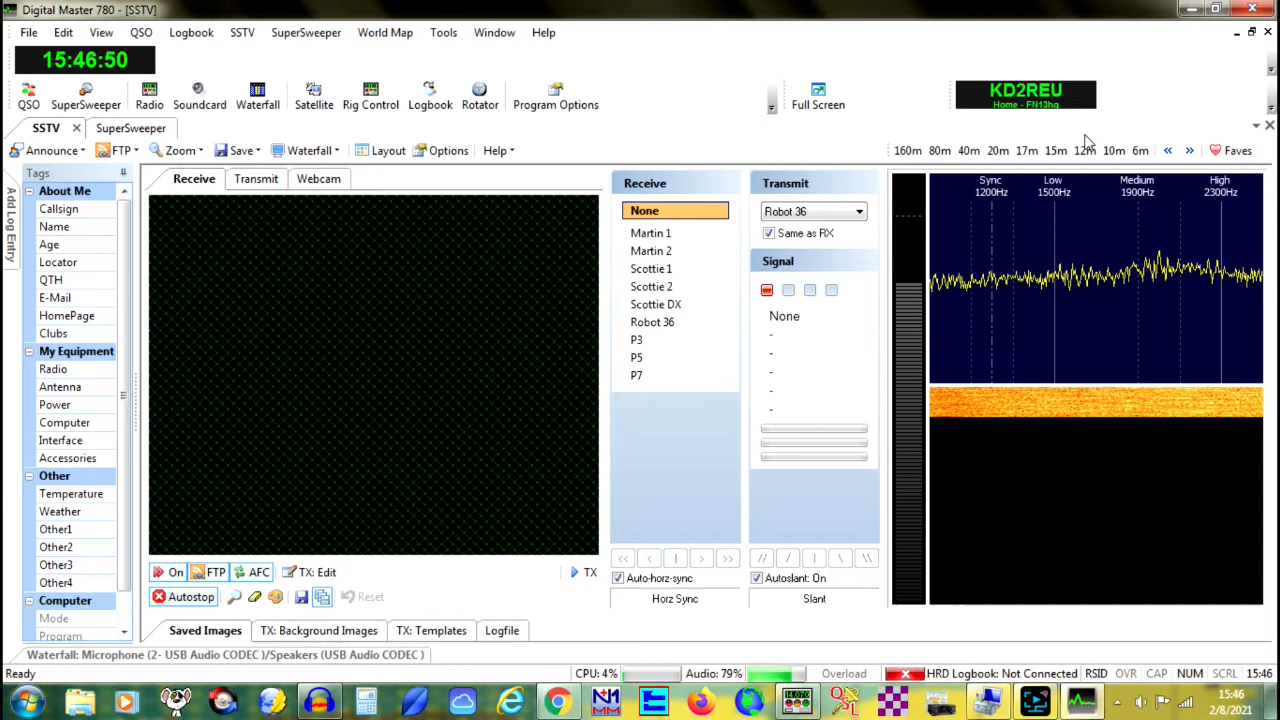 Digital Master 780 - [SSTV]
File Edit View QSO Logbook SSTV SuperSweeper World Map Tools Window Help
15:46:50
QSO SuperSweeper Radio Soundcard Waterfall Satellite Rig Control Logbook Rotator Program Options Full Screen
KD2REU
Home - FN13hg
SSTV SuperSweeper
Announce FTP Zoom Save Waterfall Layout Options Help
160m 80m 40m 20m 17m 15m 12m 10m 6m Faves
Add Log Entry
Tags
About Me
Callsign
Name
Age
Locator
QTH
E-Mail
HomePage
Clubs
My Equipment
Radio
Antenna
Power
Computer
Interface
Accessories
Other
Temperature
Weather
Other1
Other2
Other3
Other4
Computer
Mode
Program
Receive Transmit Webcam
On FTP AFC TX: Edit TX
Autostop Reset
Receive
None
Martin 1
Martin 2
Scottie 1
Scottie 2
Scottie DX
Robot 36
P3
P5
P7
<< < | > >>
Auto-horz-sync
Horz Sync
Transmit
Robot 36
Same as RX
Signal
None
-
-
-
-
-
// / | \ \\
Autoslant: On
Slant
Sync Low Medium High
1200Hz 1500Hz 1900Hz 2300Hz
Saved Images TX: Background Images TX: Templates Logfile
Waterfall: Microphone (2- USB Audio CODEC )/Speakers (USB Audio CODEC )
Ready CPU: 4% Audio: 79% Overload HRD Logbook: Not Connected RSID OVR CAP NUM SCRL 15:46
N M
MM
14.070
15:46
2/8/2021